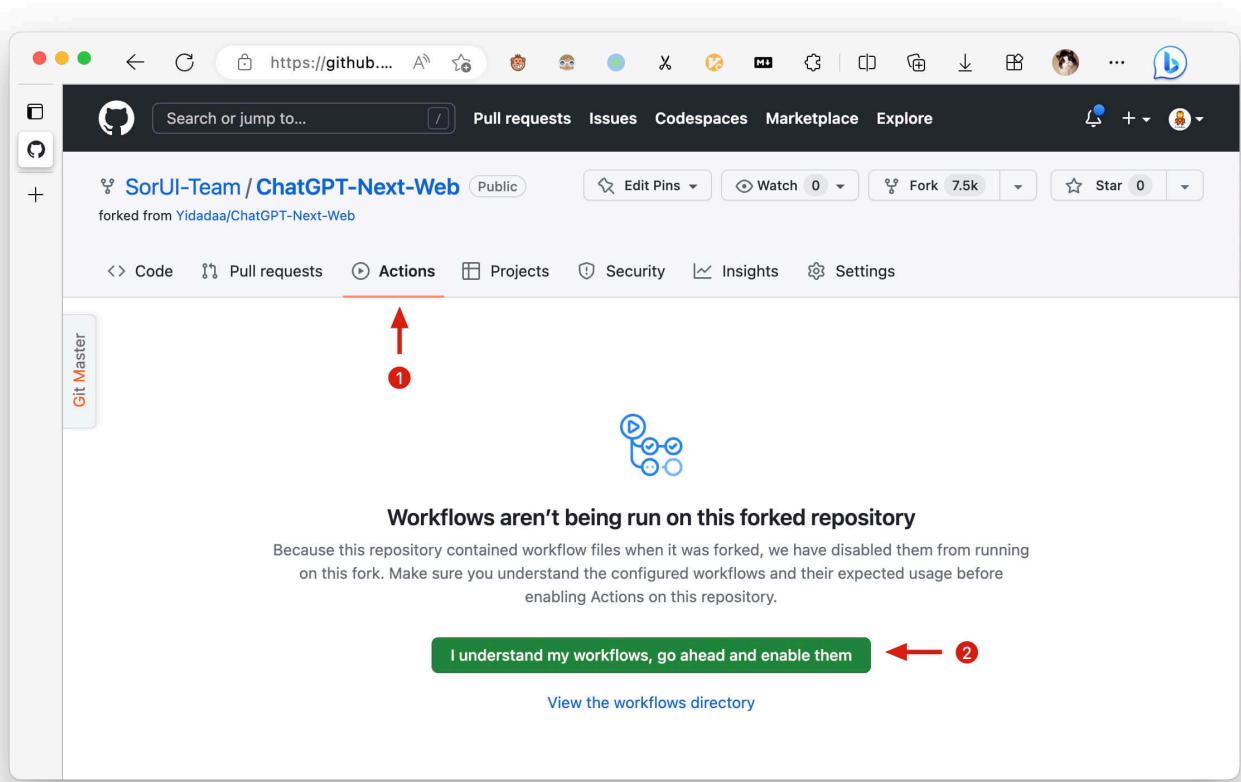 https://github....
Search or jump to... / Pull requests Issues Codespaces Marketplace Explore
SorUI-Team / ChatGPT-Next-Web Public Edit Pins Watch 0 Fork 7.5k Star 0
forked from Yidadaa/ChatGPT-Next-Web
Code Pull requests Actions Projects Security Insights Settings
Git Master
1
Workflows aren't being run on this forked repository
Because this repository contained workflow files when it was forked, we have disabled them from running
on this fork. Make sure you understand the configured workflows and their expected usage before
enabling Actions on this repository.
I understand my workflows, go ahead and enable them 2
View the workflows directory